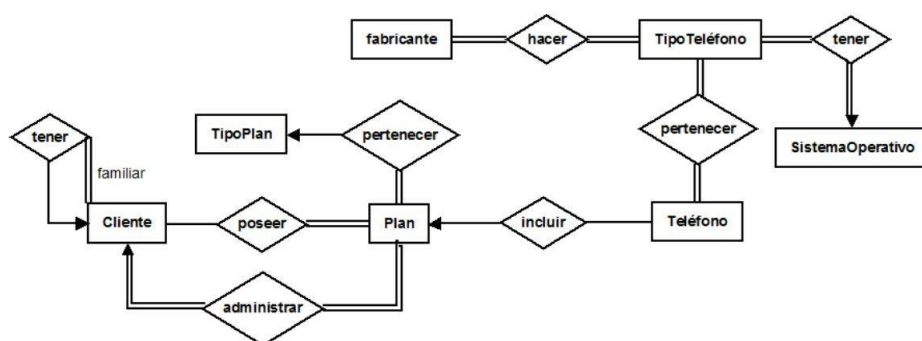 fabricante
hacer
TipoTeléfono
tener
tener
TipoPlan
pertenecer
pertenecer
SistemaOperativo
familiar
Cliente
poseer
Plan
incluir
Teléfono
administrar